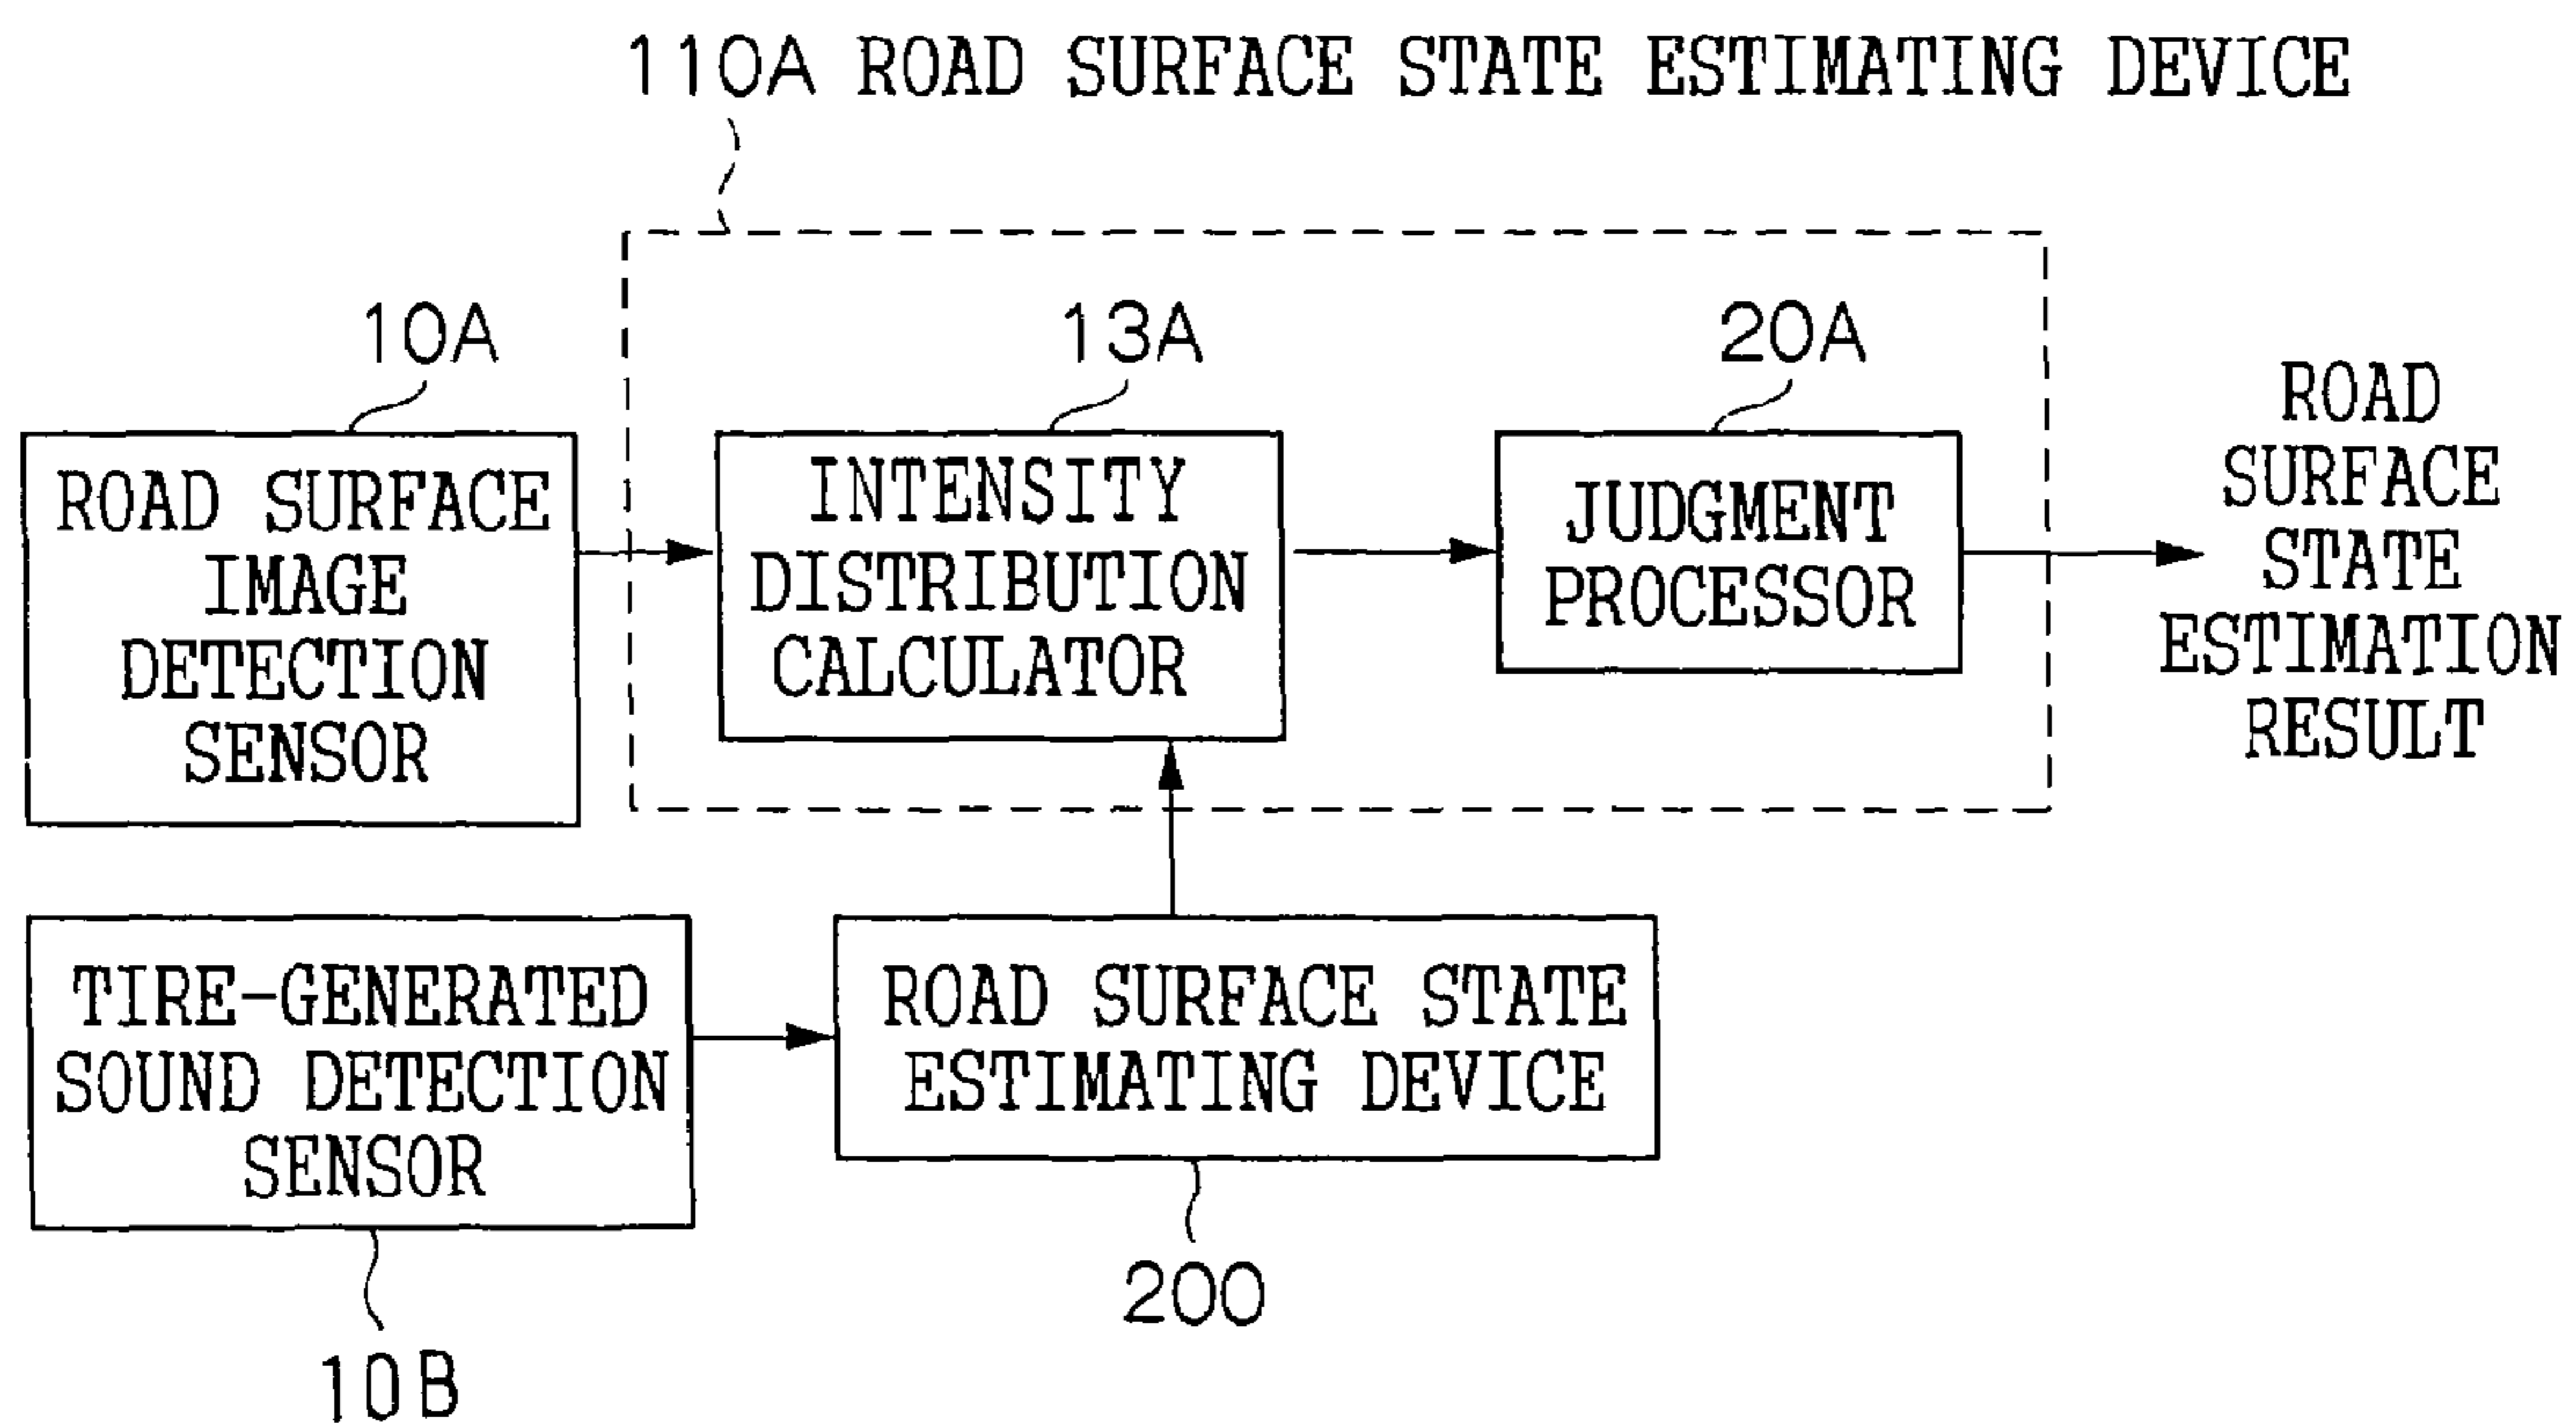 110A ROAD SURFACE STATE ESTIMATING DEVICE
10A
ROAD SURFACE
IMAGE
DETECTION
SENSOR
13A
INTENSITY
DISTRIBUTION
CALCULATOR
20A
JUDGMENT
PROCESSOR
ROAD
SURFACE
STATE
ESTIMATION
RESULT
TIRE-GENERATED
SOUND DETECTION
SENSOR
10B
ROAD SURFACE STATE
ESTIMATING DEVICE
200